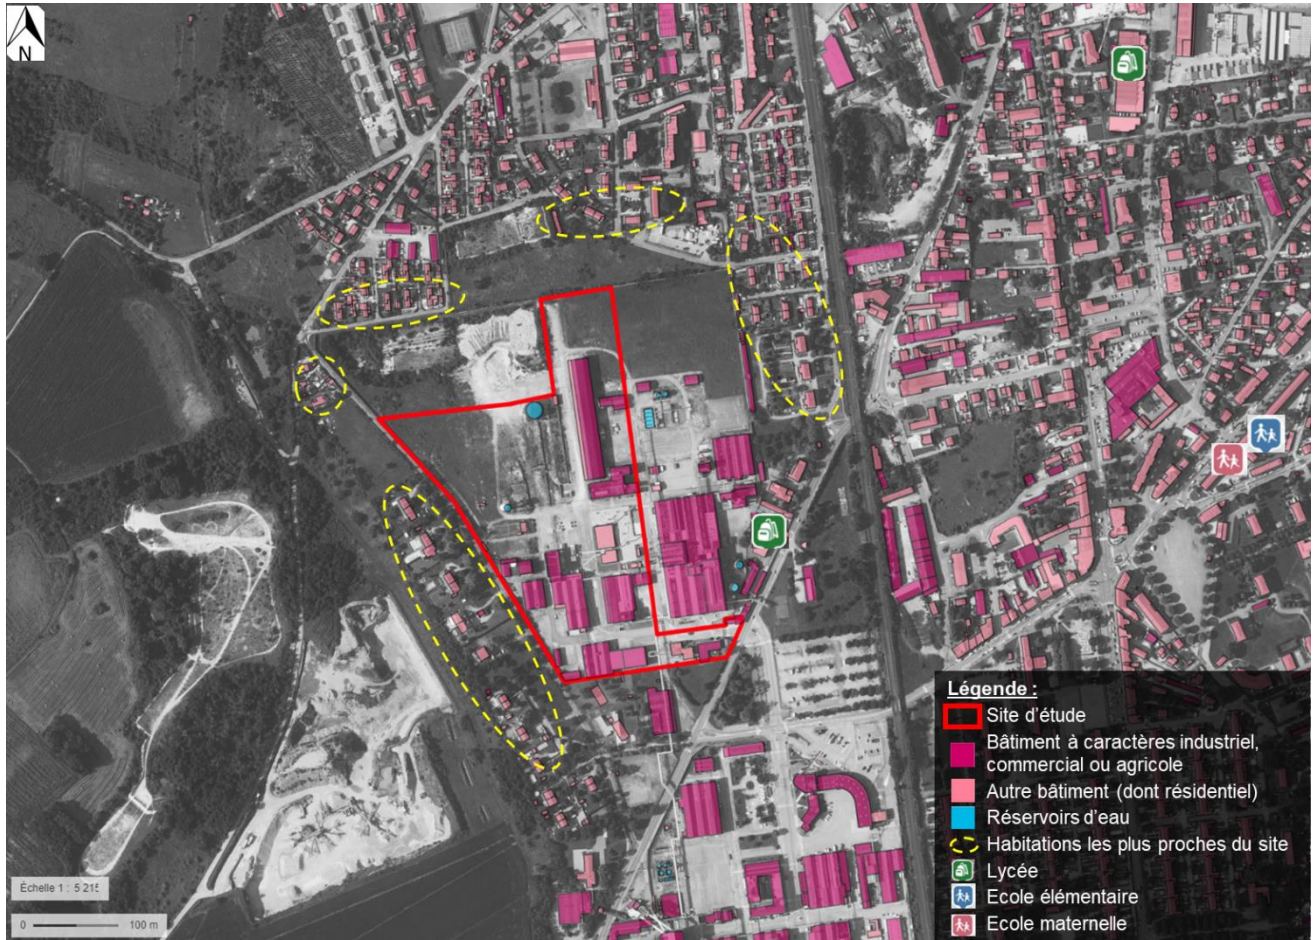 N
Légende :
Site d'étude
Bâtiment à caractères industriel,
commercial ou agricole
Autre bâtiment (dont résidentiel)
Réservoirs d'eau
Habitations les plus proches du site
Lycée
Ecole élémentaire
Ecole maternelle
Échelle 1 : 5 215
0 100 m